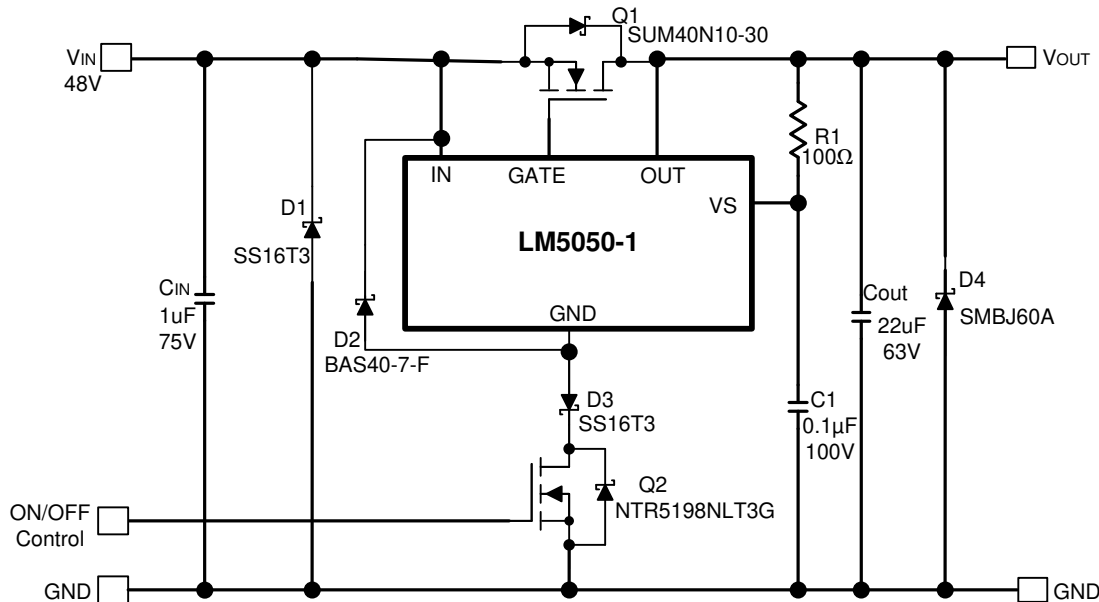 Q1
SUM40N10-30
VIN
48V
VOUT
R1
100Ω
IN
GATE
OUT
VS
LM5050-1
D1
SS16T3
CIN
1uF
75V
GND
D2
BAS40-7-F
Cout
22uF
63V
D4
SMBJ60A
D3
SS16T3
C1
0.1µF
100V
Q2
NTR5198NLT3G
ON/OFF
Control
GND
GND